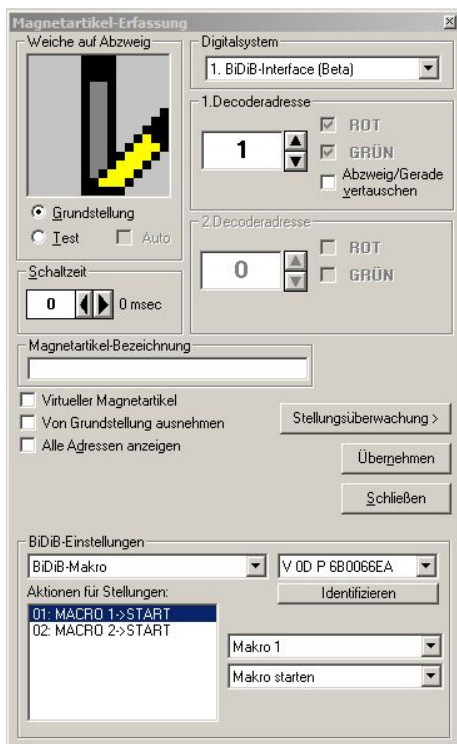 Magnetartikel-Erfassung
Weiche auf Abzweig
Grundstellung
Test
Auto
Schaltzeit
0
0 msec
Digitalsystem
1. BiDiB-Interface (Beta)
1.Decoderadresse
1
ROT
GRÜN
Abzweig/Gerade
vertauschen
2.Decoderadresse
0
ROT
GRÜN
Magnetartikel-Bezeichnung
Virtueller Magnetartikel
Von Grundstellung ausnehmen
Alle Adressen anzeigen
Stellungsüberwachung >
Übernehmen
Schließen
BiDiB-Einstellungen
BiDiB-Makro
V 0D P 6B0066EA
Aktionen für Stellungen:
Identifizieren
01: MACRO 1->START
02: MACRO 2->START
Makro 1
Makro starten